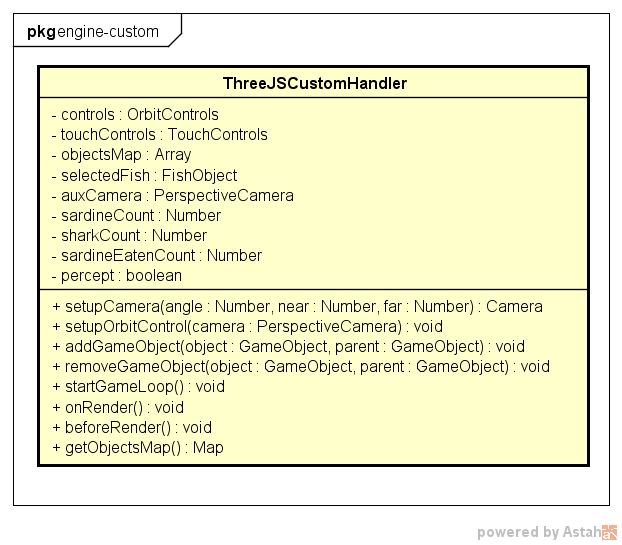 pkg engine-custom
ThreeJSCustomHandler
- controls : OrbitControls
- touchControls : TouchControls
- objectsMap : Array
- selectedFish : FishObject
- auxCamera : PerspectiveCamera
- sardineCount : Number
- sharkCount : Number
- sardineEatenCount : Number
- percept : boolean
+ setupCamera(angle : Number, near : Number, far : Number) : Camera
+ setupOrbitControl(camera : PerspectiveCamera) : void
+ addGameObject(object : GameObject, parent : GameObject) : void
+ removeGameObject(object : GameObject, parent : GameObject) : void
+ startGameLoop() : void
+ onRender() : void
+ beforeRender() : void
+ getObjectsMap() : Map
powered by Astah